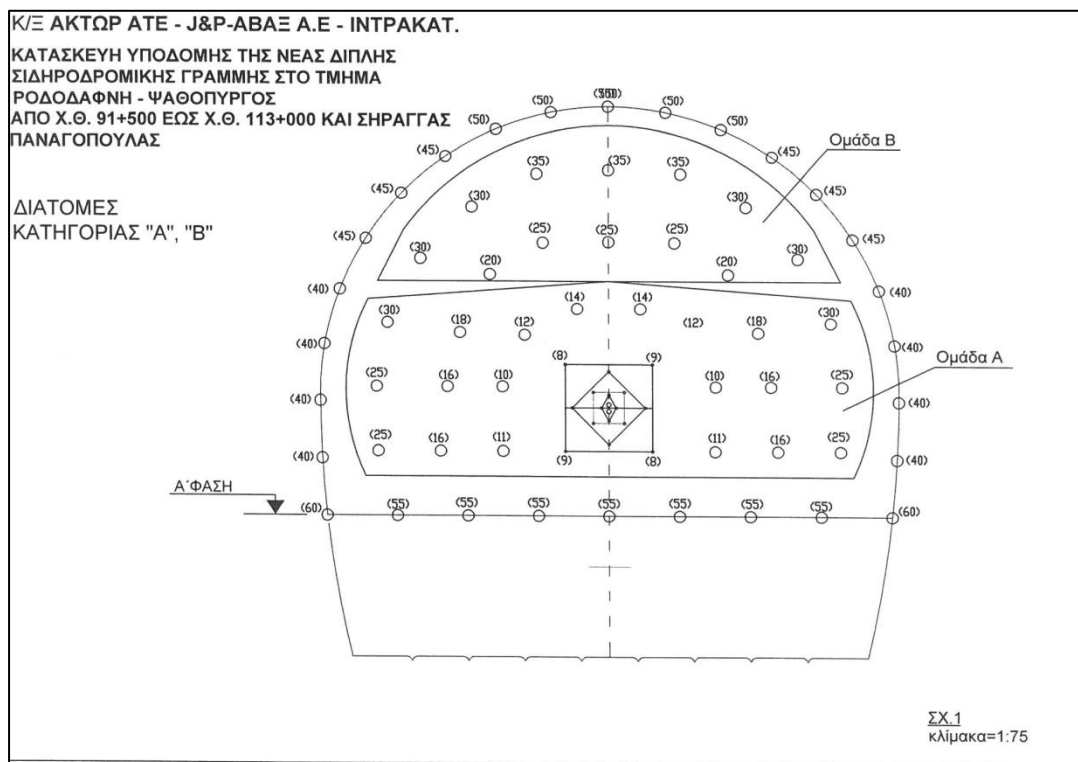 Κ/Ξ ΑΚΤΩΡ ΑΤΕ - J&P-ΑΒΑΞ Α.Ε - ΙΝΤΡΑΚΑΤ.
ΚΑΤΑΣΚΕΥΗ ΥΠΟΔΟΜΗΣ ΤΗΣ ΝΕΑΣ ΔΙΠΛΗΣ
ΣΙΔΗΡΟΔΡΟΜΙΚΗΣ ΓΡΑΜΜΗΣ ΣΤΟ ΤΜΗΜΑ
ΡΟΔΟΔΑΦΝΗ - ΨΑΘΟΠΥΡΓΟΣ
ΑΠΟ Χ.Θ. 91+500 ΕΩΣ Χ.Θ. 113+000 ΚΑΙ ΣΗΡΑΓΓΑΣ
ΠΑΝΑΓΟΠΟΥΛΑΣ
ΔΙΑΤΟΜΕΣ
ΚΑΤΗΓΟΡΙΑΣ "Α", "Β"
(50) (50)
(50) (50)
(45) (45)
(45) (45)
(45) (45)
(35) (35) (35)
Ομάδα Β
(30) (30)
(25) (25) (25)
(30) (20) (20) (30)
(40) (40)
(14) (14)
(30) (18) (12) (12) (18) (30)
(40) (40)
(8) (9)
Ομάδα Α
(25) (16) (10) (10) (16) (25)
(40) (40)
(25) (16) (11) (11) (16) (25)
(9) (8)
(40) (40)
Α΄ΦΑΣΗ
(60) (55) (55) (55) (55) (55) (55) (55) (60)
ΣΧ.1
κλίμακα=1:75